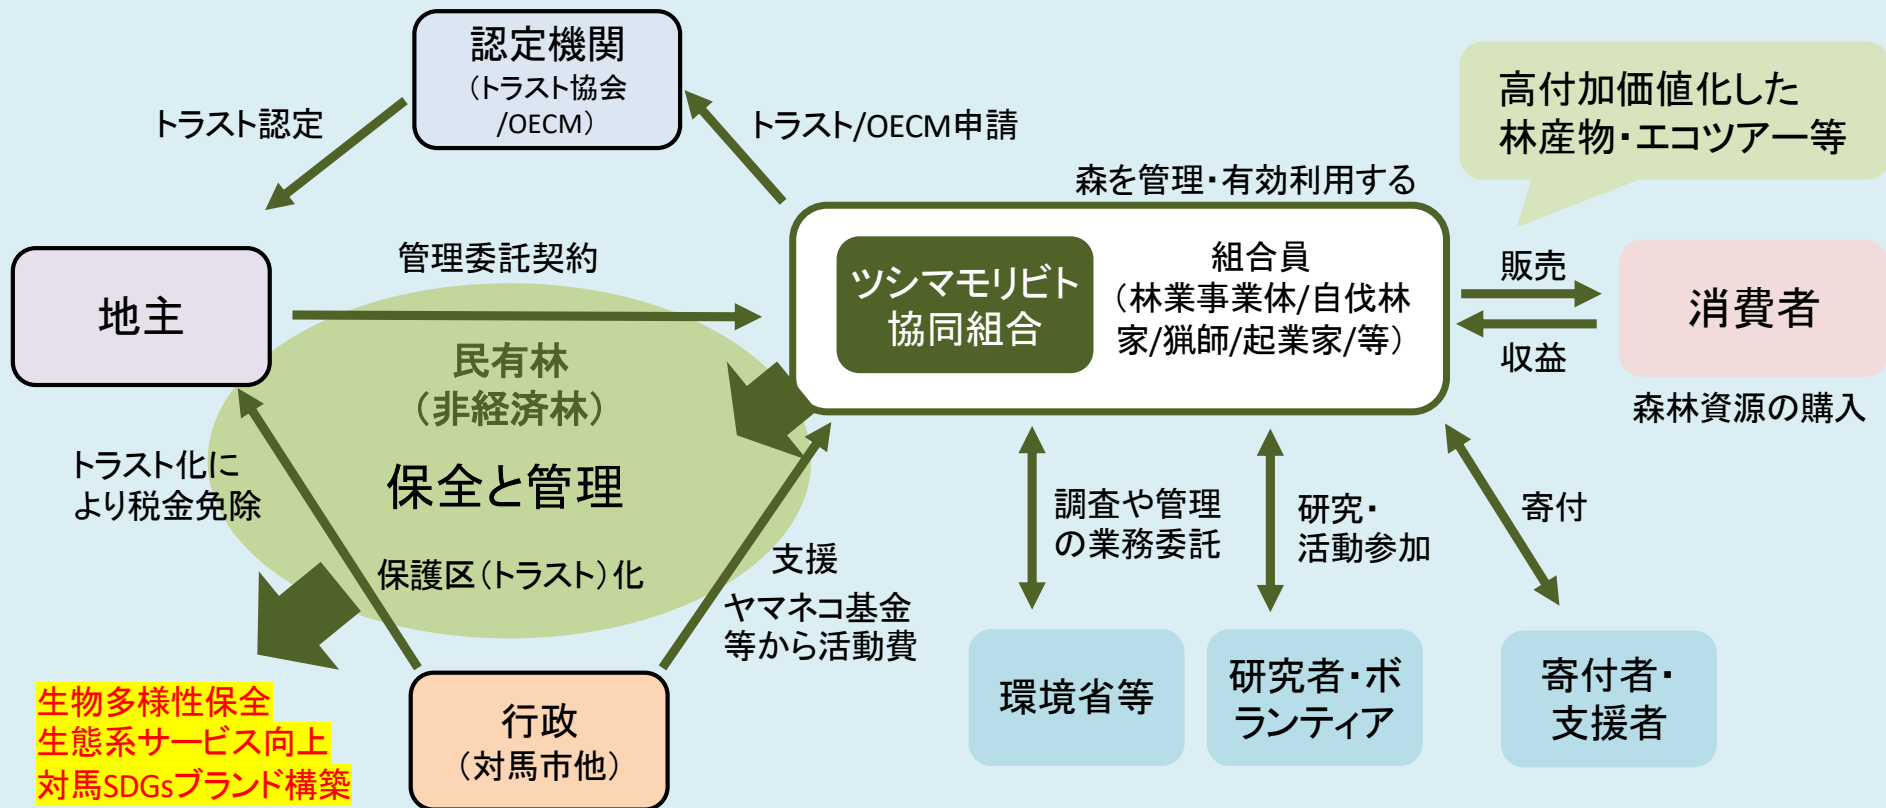 認定機関
（トラスト協会
/OECM）
トラスト認定
トラスト/OECM申請
高付加価値化した
林産物・エコツアー等
森を管理・有効利用する
地主
管理委託契約
ツシマモリビト
協同組合
組合員
（林業事業体/自伐林
家/猟師/起業家/等）
販売
収益
消費者
森林資源の購入
民有林
（非経済林）
保全と管理
保護区（トラスト）化
トラスト化に
より税金免除
支援
ヤマネコ基金
等から活動費
調査や管理
の業務委託
研究・
活動参加
寄付
生物多様性保全
生態系サービス向上
対馬SDGsブランド構築
行政
（対馬市他）
環境省等
研究者・ボ
ランティア
寄付者・
支援者